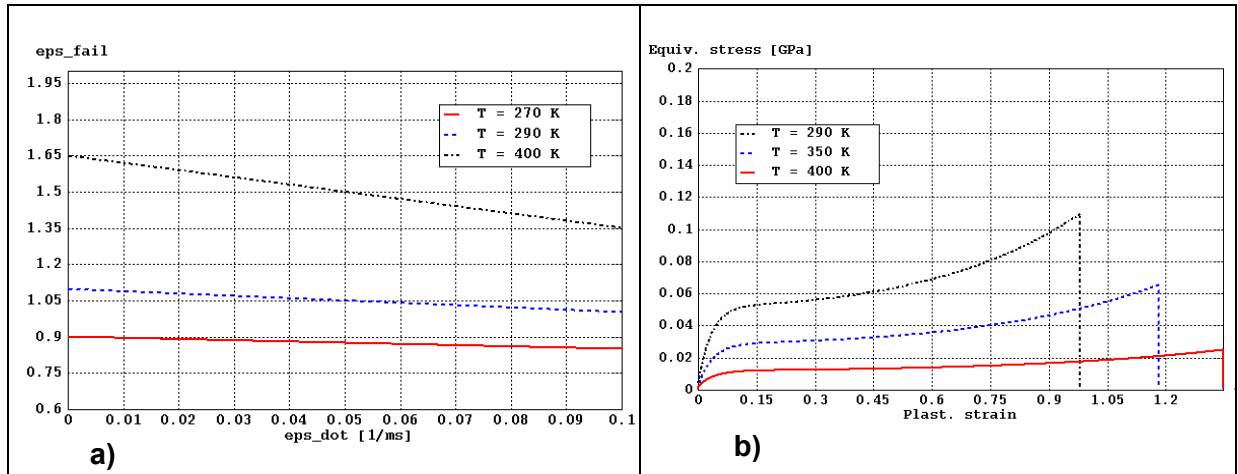 eps_fail
1.95
1.8
1.65
1.5
1.35
1.2
1.05
0.9
0.75
0.6
T = 270 K
T = 290 K
T = 400 K
0 0.01 0.02 0.03 0.04 0.05 0.06 0.07 0.08 0.09 0.1
eps_dot [1/ms]
a)
Equiv. stress [GPa]
0.2
0.18
0.16
0.14
0.12
0.1
0.08
0.06
0.04
0.02
0
T = 290 K
T = 350 K
T = 400 K
0 0.15 0.3 0.45 0.6 0.75 0.9 1.05 1.2
Plast. strain
b)